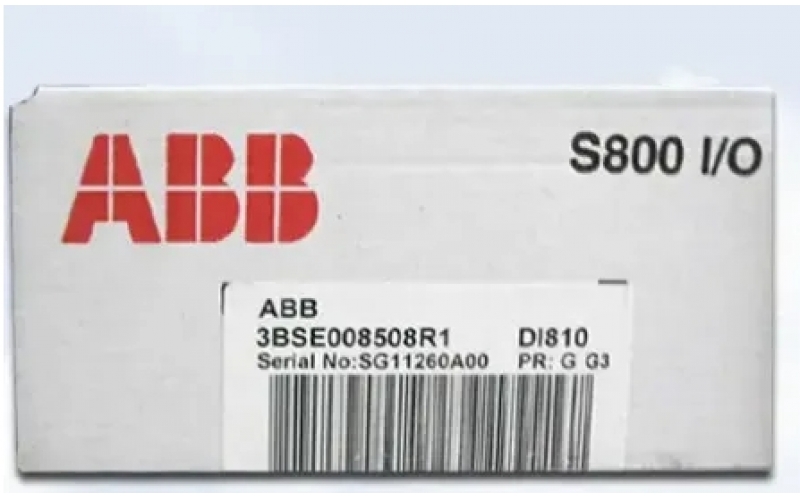 ABB
S800 I/O
ABB
3BSE008508R1 DI810
Serial No:SG11260A00 PR: G G3